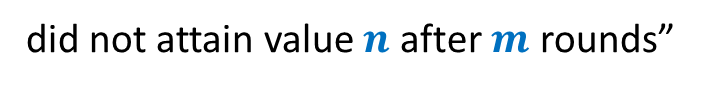 did not attain value n after m rounds”